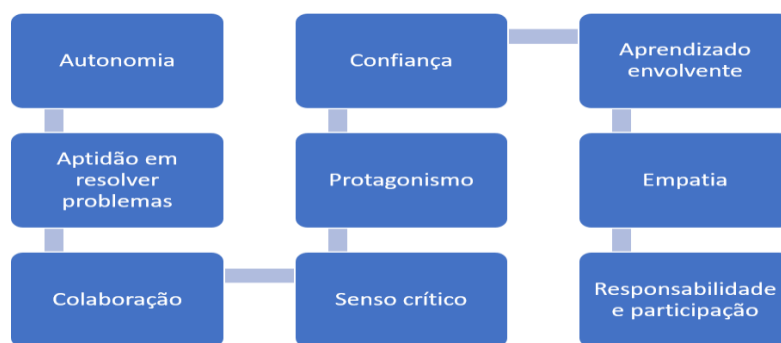 Autonomia
Aptidão em
resolver
problemas
Colaboração
Senso crítico
Protagonismo
Confiança
Aprendizado
envolvente
Empatia
Responsabilidade
e participação